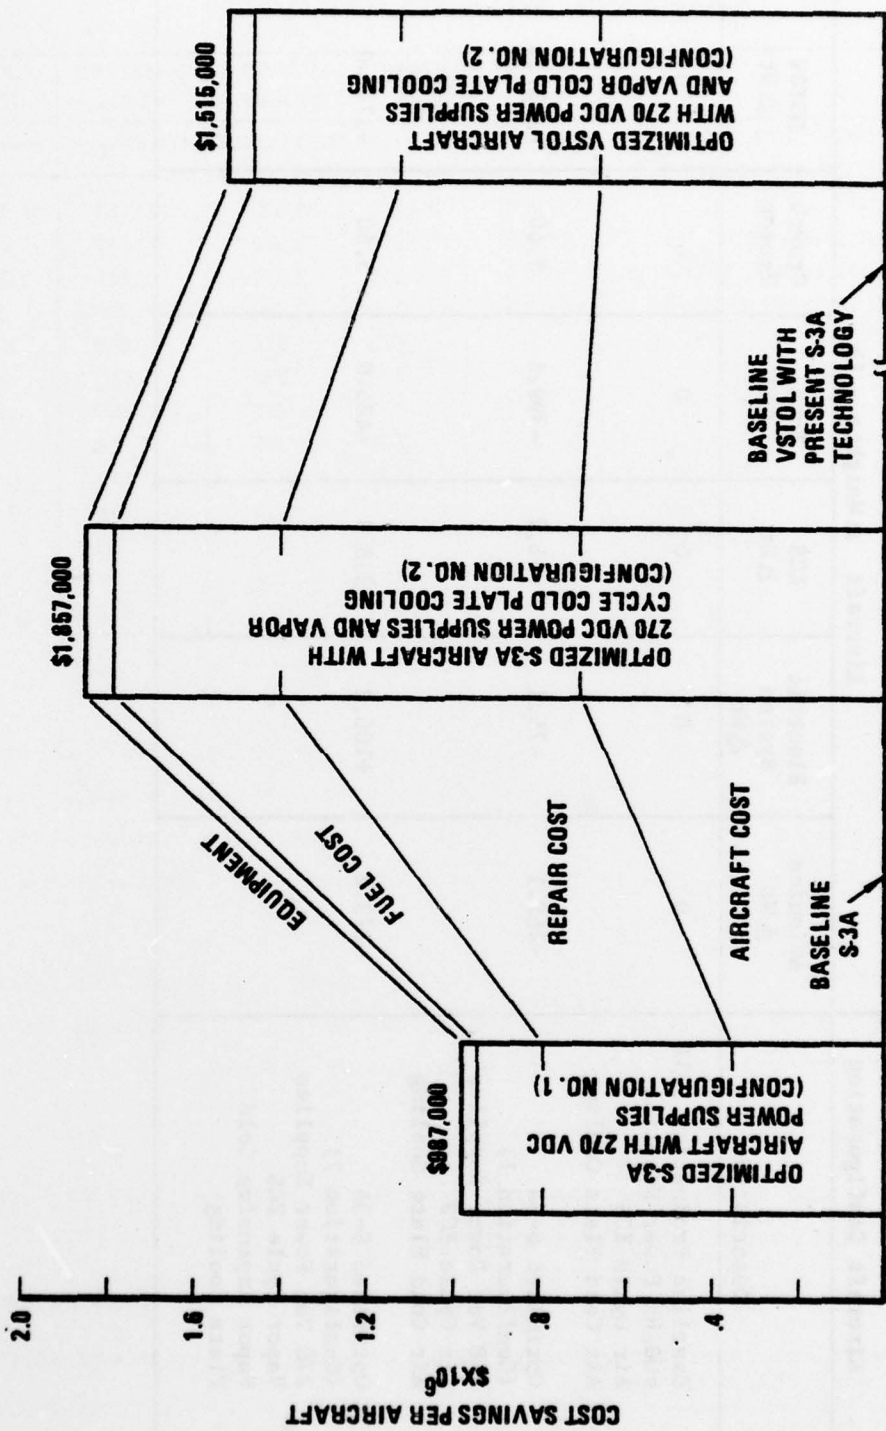 COST SAVINGS PER AIRCRAFT
$X10⁶
2.0
1.6
1.2
.8
.4
$987,000
OPTIMIZED S-3A
AIRCRAFT WITH 270 VDC
POWER SUPPLIES
(CONFIGURATION NO. 1)
EQUIPMENT
FUEL COST
REPAIR COST
AIRCRAFT COST
BASELINE
S-3A
$1,857,000
OPTIMIZED S-3A AIRCRAFT WITH
270 VDC POWER SUPPLIES AND VAPOR
CYCLE COLD PLATE COOLING
(CONFIGURATION NO. 2)
BASELINE
VSTOL WITH
PRESENT S-3A
TECHNOLOGY
$1,515,000
OPTIMIZED VSTOL AIRCRAFT
WITH 270 VDC POWER SUPPLIES
AND VAPOR COLD PLATE COOLING
(CONFIGURATION NO. 2)